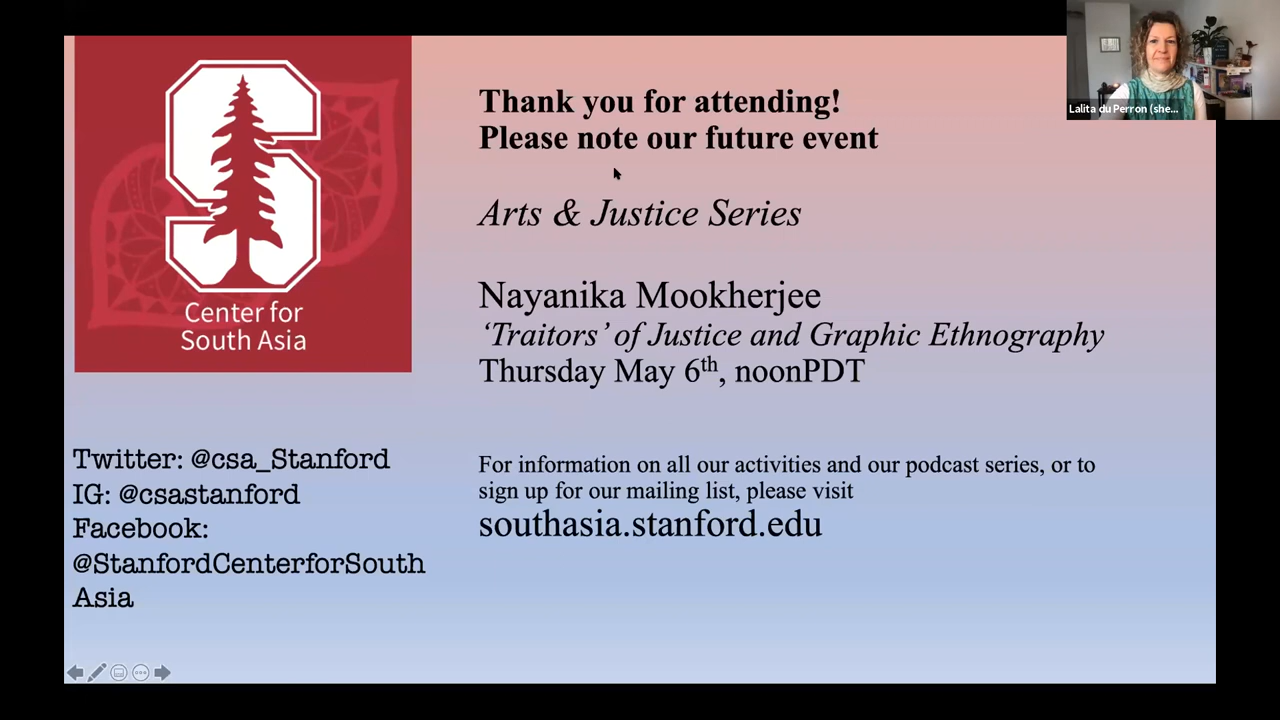 Lalita du Perron (she...
Center for
South Asia
Thank you for attending!
Please note our future event
Arts & Justice Series
Nayanika Mookherjee
‘Traitors’ of Justice and Graphic Ethnography
Thursday May 6th, noonPDT
Twitter: @csa_Stanford
IG: @csastanford
Facebook:
@StanfordCenterforSouth
Asia
For information on all our activities and our podcast series, or to
sign up for our mailing list, please visit
southasia.stanford.edu